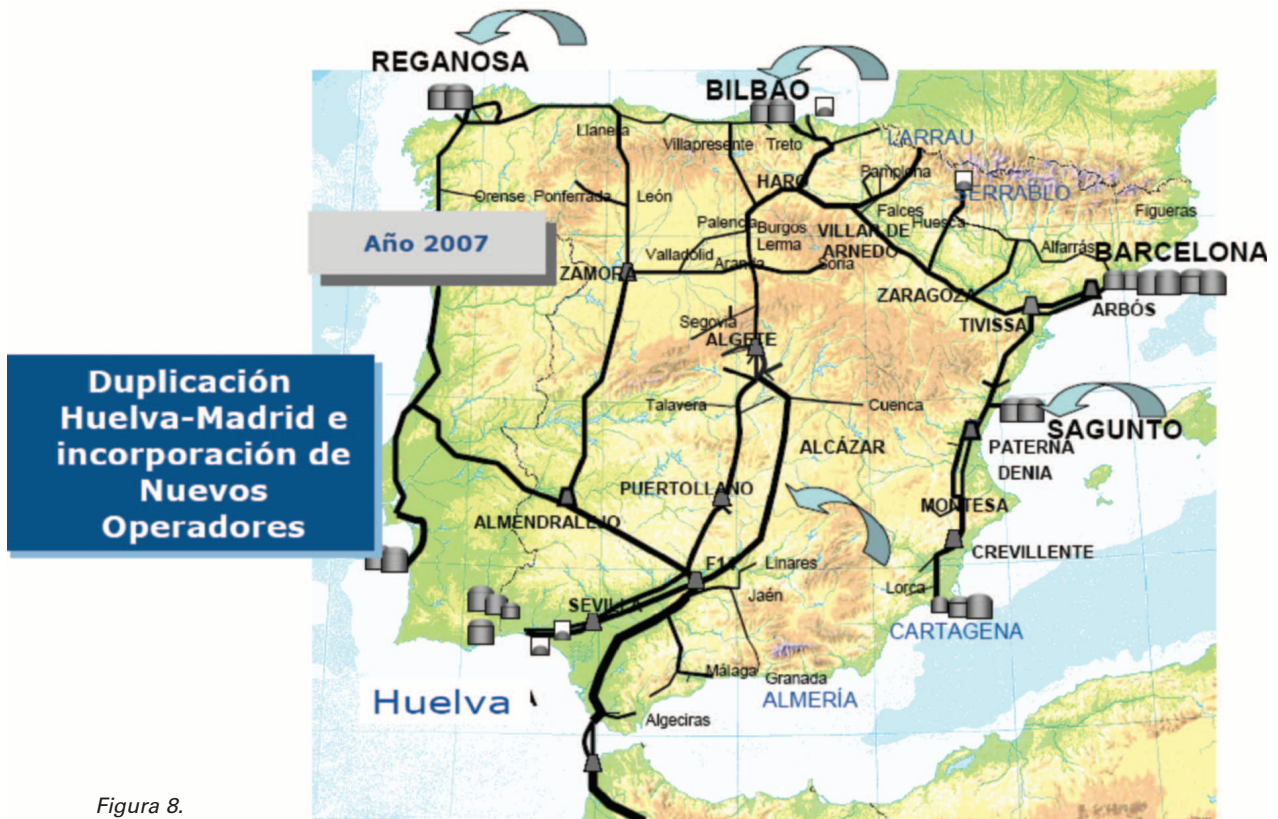 REGANOSA
BILBAO
LARRAU
Llanera
Villapresente
Treto
Pamplona
HARO
SERRABLO
Orense
Ponferrada
León
Palencia
Burgos
Lerma
Falces
Huesca
Figueras
VILLAR DE
ARNEDO
Alfarrás
BARCELONA
Año 2007
Valladolid
Aranda
Soria
ZAMORA
ZARAGOZA
TIVISSA
ARBÓS
Segovia
ALGETE
Duplicación
Huelva-Madrid e
incorporación de
Nuevos
Operadores
Talavera
Cuenca
SAGUNTO
ALCÁZAR
PATERNA
DENIA
PUERTOLLANO
MONTESA
ALMENDRALEJO
CREVILLENTE
Linares
Lorca
Jaén
SEVILLA
CARTAGENA
Huelva
Málaga
Granada
ALMERÍA
Algeciras
Figura 8.